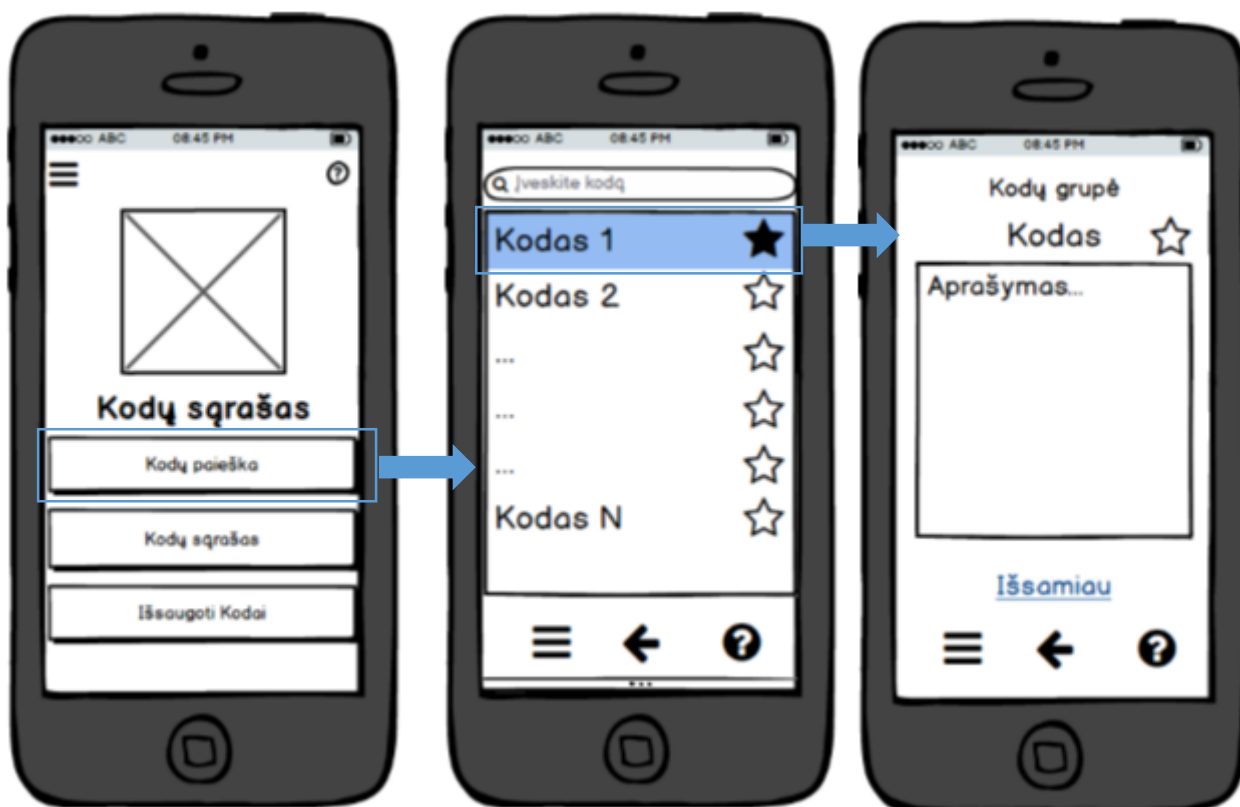 ABC 08:45 PM
Kodų sąrašas
Kodų paieška
Kodų sąrašas
Išsaugoti Kodai
ABC 08:45 PM
Įveskite kodą
Kodas 1
Kodas 2
...
...
...
Kodas N
ABC 08:45 PM
Kodų grupė
Kodas
Aprašymas...
Išsamiau